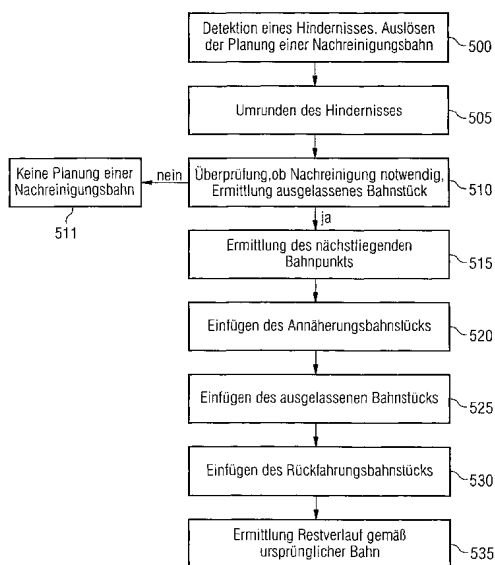 Detektion eines Hindernisses. Auslösen
der Planung einer Nachreinigungsbahn
500
Umrunden des Hindernisses
505
Keine Planung einer
Nachreinigungsbahn
511
nein
Überprüfung,ob Nachreinigung notwendig,
Ermittlung ausgelassenes Bahnstück
510
ja
Ermittlung des nächstliegenden
Bahnpunkts
515
Einfügen des Annäherungsbahnstücks
520
Einfügen des ausgelassenen Bahnstücks
525
Einfügen des Rückfahrungsbahnstücks
530
Ermittlung Restverlauf gemäß
ursprünglicher Bahn
535